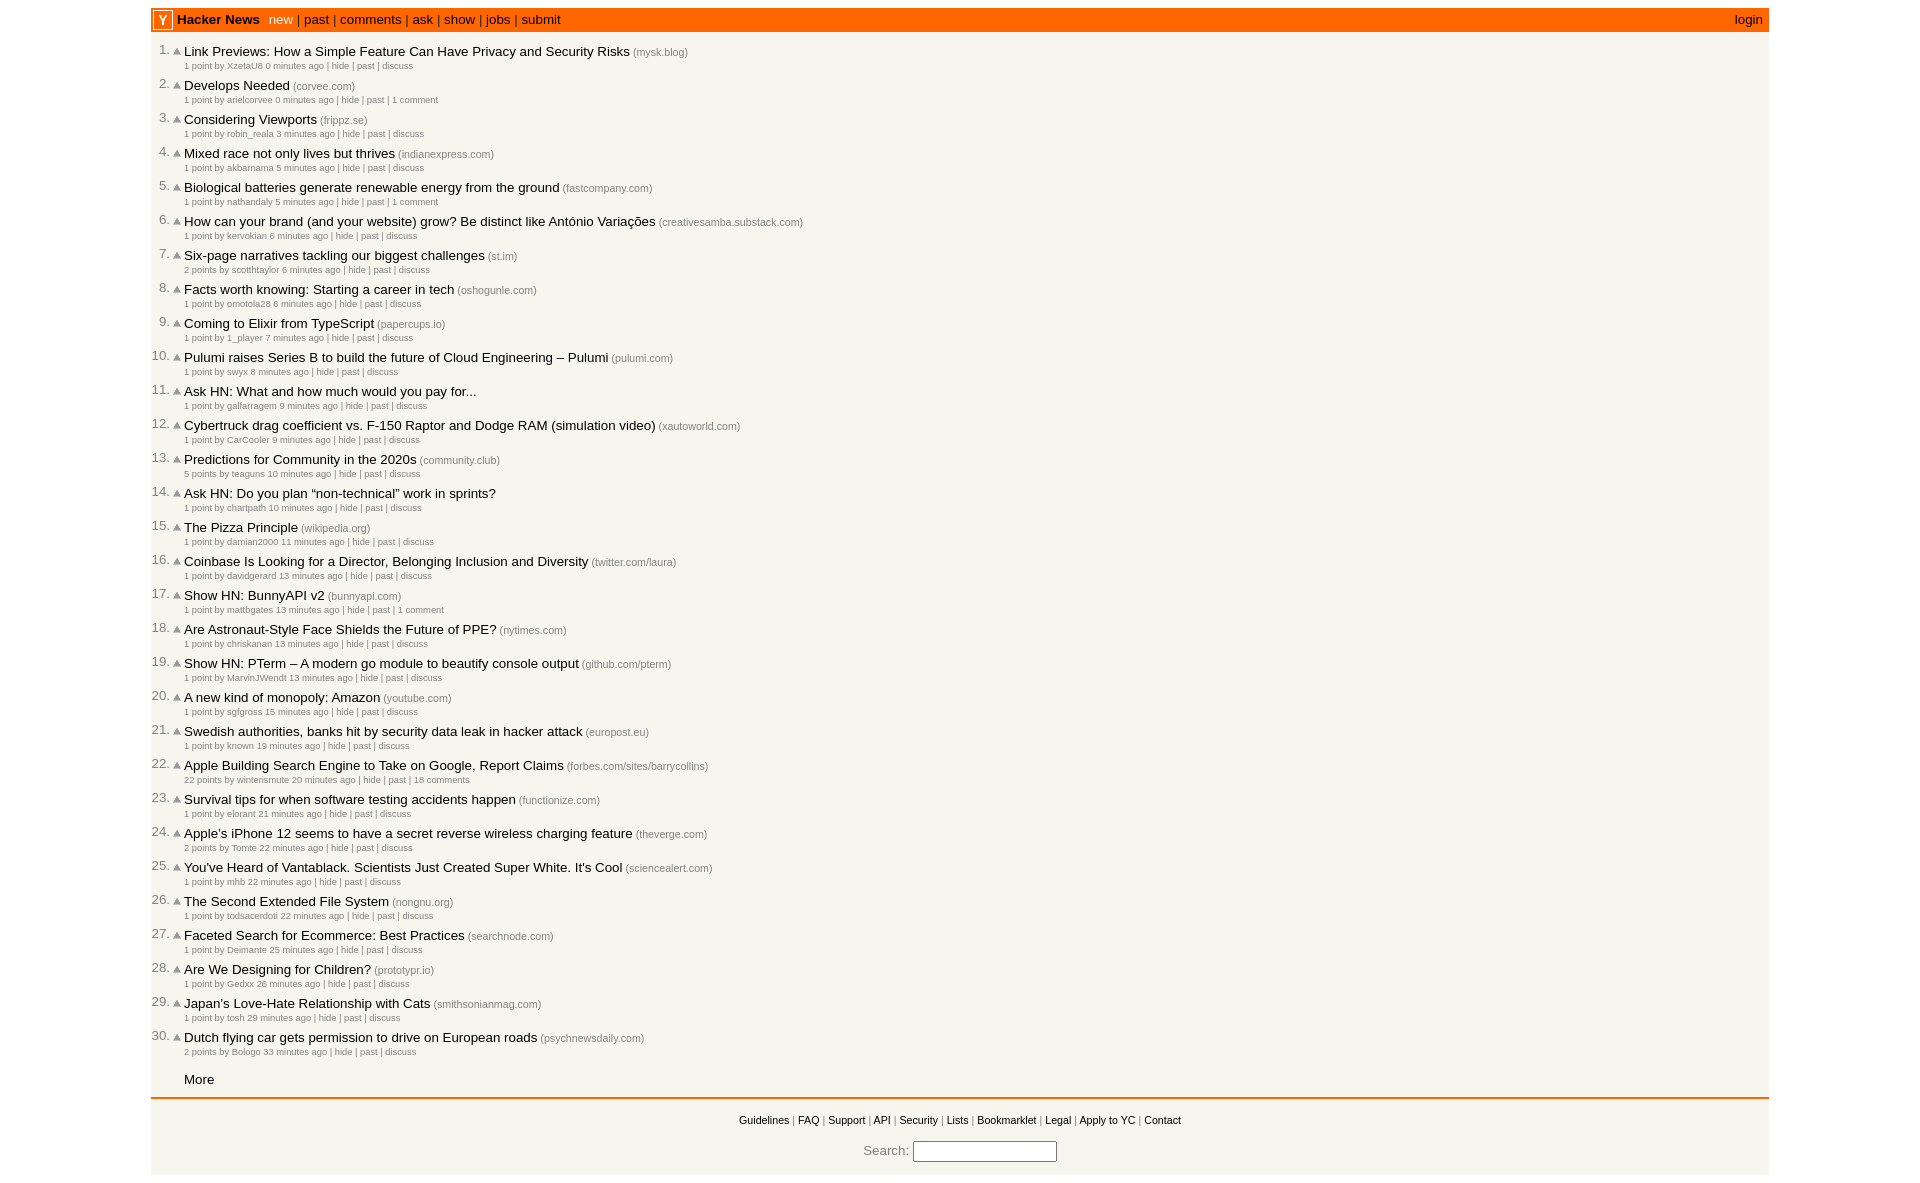 Y Hacker News new | past | comments | ask | show | jobs | submit login
1. Link Previews: How a Simple Feature Can Have Privacy and Security Risks (mysk.blog)
1 point by XzetaU8 0 minutes ago | hide | past | discuss
2. Develops Needed (corvee.com)
1 point by arielcorvee 0 minutes ago | hide | past | 1 comment
3. Considering Viewports (frippz.se)
1 point by robin_reala 3 minutes ago | hide | past | discuss
4. Mixed race not only lives but thrives (indianexpress.com)
1 point by akbarnama 5 minutes ago | hide | past | discuss
5. Biological batteries generate renewable energy from the ground (fastcompany.com)
1 point by nathandaly 5 minutes ago | hide | past | 1 comment
6. How can your brand (and your website) grow? Be distinct like António Variações (creativesamba.substack.com)
1 point by kervokian 6 minutes ago | hide | past | discuss
7. Six-page narratives tackling our biggest challenges (st.im)
2 points by scotthtaylor 6 minutes ago | hide | past | discuss
8. Facts worth knowing: Starting a career in tech (oshogunle.com)
1 point by omotola28 6 minutes ago | hide | past | discuss
9. Coming to Elixir from TypeScript (papercups.io)
1 point by 1_player 7 minutes ago | hide | past | discuss
10. Pulumi raises Series B to build the future of Cloud Engineering – Pulumi (pulumi.com)
1 point by swyx 8 minutes ago | hide | past | discuss
11. Ask HN: What and how much would you pay for...
1 point by galfarragem 9 minutes ago | hide | past | discuss
12. Cybertruck drag coefficient vs. F-150 Raptor and Dodge RAM (simulation video) (xautoworld.com)
1 point by CarCooler 9 minutes ago | hide | past | discuss
13. Predictions for Community in the 2020s (community.club)
5 points by teaguns 10 minutes ago | hide | past | discuss
14. Ask HN: Do you plan “non-technical” work in sprints?
1 point by chartpath 10 minutes ago | hide | past | discuss
15. The Pizza Principle (wikipedia.org)
1 point by damian2000 11 minutes ago | hide | past | discuss
16. Coinbase Is Looking for a Director, Belonging Inclusion and Diversity (twitter.com/laura)
1 point by davidgerard 13 minutes ago | hide | past | discuss
17. Show HN: BunnyAPI v2 (bunnyapi.com)
1 point by mattbgates 13 minutes ago | hide | past | 1 comment
18. Are Astronaut-Style Face Shields the Future of PPE? (nytimes.com)
1 point by chriskanan 13 minutes ago | hide | past | discuss
19. Show HN: PTerm – A modern go module to beautify console output (github.com/pterm)
1 point by MarvinJWendt 13 minutes ago | hide | past | discuss
20. A new kind of monopoly: Amazon (youtube.com)
1 point by sgfgross 15 minutes ago | hide | past | discuss
21. Swedish authorities, banks hit by security data leak in hacker attack (europost.eu)
1 point by known 19 minutes ago | hide | past | discuss
22. Apple Building Search Engine to Take on Google, Report Claims (forbes.com/sites/barrycollins)
22 points by winterismute 20 minutes ago | hide | past | 18 comments
23. Survival tips for when software testing accidents happen (functionize.com)
1 point by elorant 21 minutes ago | hide | past | discuss
24. Apple’s iPhone 12 seems to have a secret reverse wireless charging feature (theverge.com)
2 points by Tomte 22 minutes ago | hide | past | discuss
25. You've Heard of Vantablack. Scientists Just Created Super White. It's Cool (sciencealert.com)
1 point by mhb 22 minutes ago | hide | past | discuss
26. The Second Extended File System (nongnu.org)
1 point by todsacerdoti 22 minutes ago | hide | past | discuss
27. Faceted Search for Ecommerce: Best Practices (searchnode.com)
1 point by Deimante 25 minutes ago | hide | past | discuss
28. Are We Designing for Children? (prototypr.io)
1 point by Gedxx 26 minutes ago | hide | past | discuss
29. Japan’s Love-Hate Relationship with Cats (smithsonianmag.com)
1 point by tosh 29 minutes ago | hide | past | discuss
30. Dutch flying car gets permission to drive on European roads (psychnewsdaily.com)
2 points by Bologo 33 minutes ago | hide | past | discuss
More
Guidelines | FAQ | Support | API | Security | Lists | Bookmarklet | Legal | Apply to YC | Contact
Search: